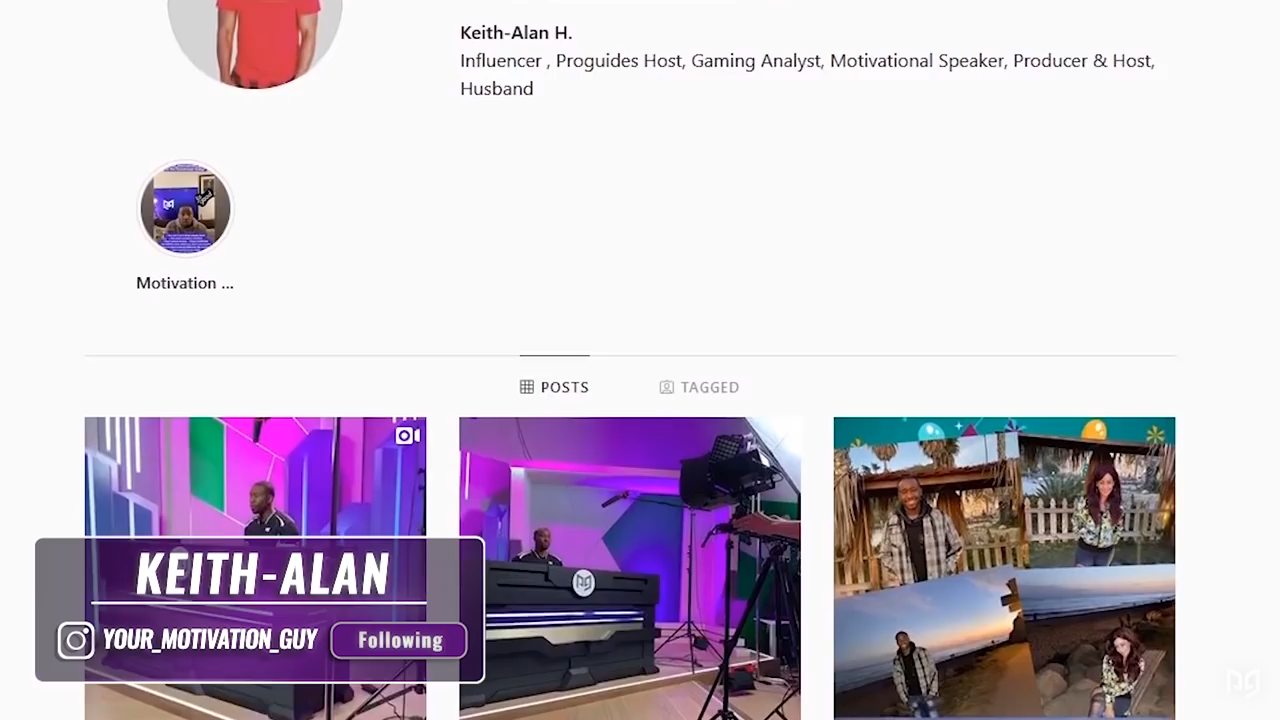 Keith-Alan H.
Influencer , Proguides Host, Gaming Analyst, Motivational Speaker, Producer & Host,
Husband
Motivation ...
POSTS
TAGGED
KEITH-ALAN
YOUR_MOTIVATION_GUY
Following